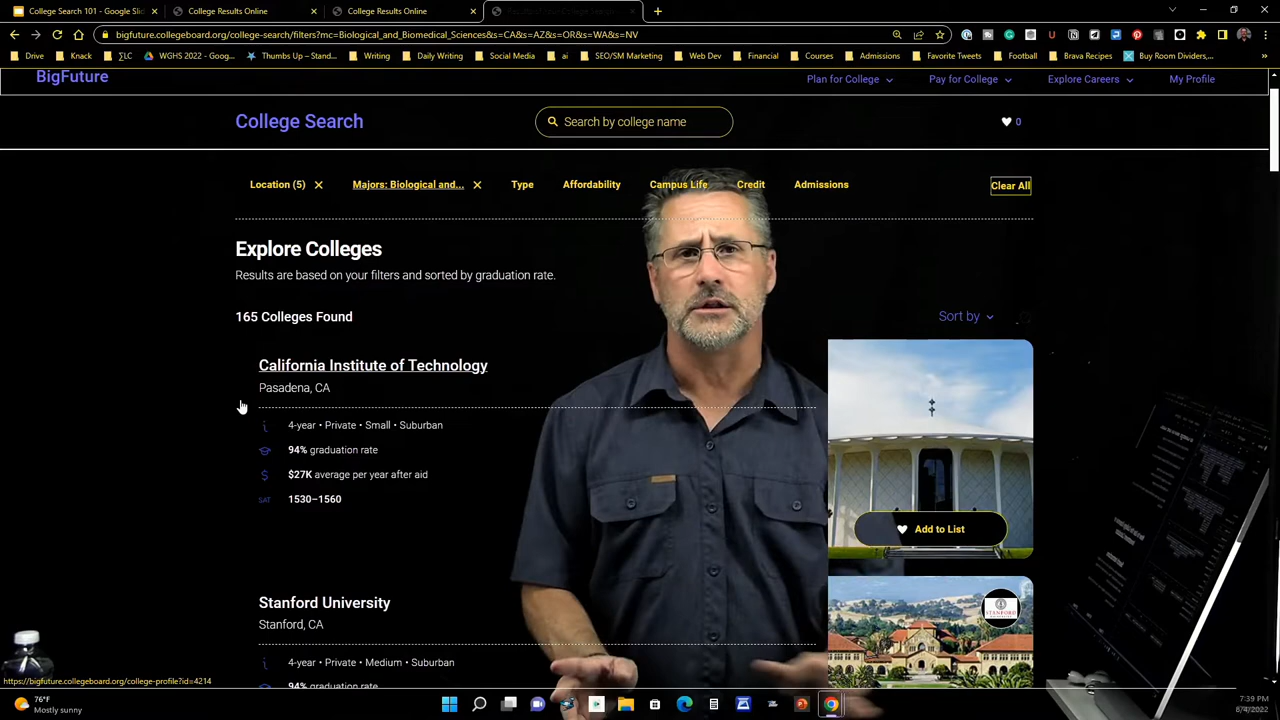 College Search 101 - Google Slid
College Results Online
College Results Online
bigfuture.collegeboard.org/college-search/filters?mc=Biological_and_Biomedical_Sciences&s=CA&s=AZ&s=OR&s=WA&s=NV
Drive
Knack
∑LC
WGHS 2022 - Goog...
Thumbs Up – Stand...
Writing
Daily Writing
Social Media
ai
SEO/SM Marketing
Web Dev
Financial
Courses
Admissions
Favorite Tweets
Football
Brava Recipes
Buy Room Dividers,...
BigFuture
Plan for College
Pay for College
Explore Careers
My Profile
College Search
Search by college name
0
Location (5)
Majors: Biological and...
Type
Affordability
Campus Life
Credit
Admissions
Clear All
Explore Colleges
Results are based on your filters and sorted by graduation rate.
165 Colleges Found
Sort by
California Institute of Technology
Pasadena, CA
4-year • Private • Small • Suburban
94% graduation rate
$27K average per year after aid
SAT 1530–1560
Add to List
Stanford University
Stanford, CA
4-year • Private • Medium • Suburban
94% graduation rate
STANFORD
https://bigfuture.collegeboard.org/college-profile?id=4214
76°F
Mostly sunny
7:39 PM
8/4/2022